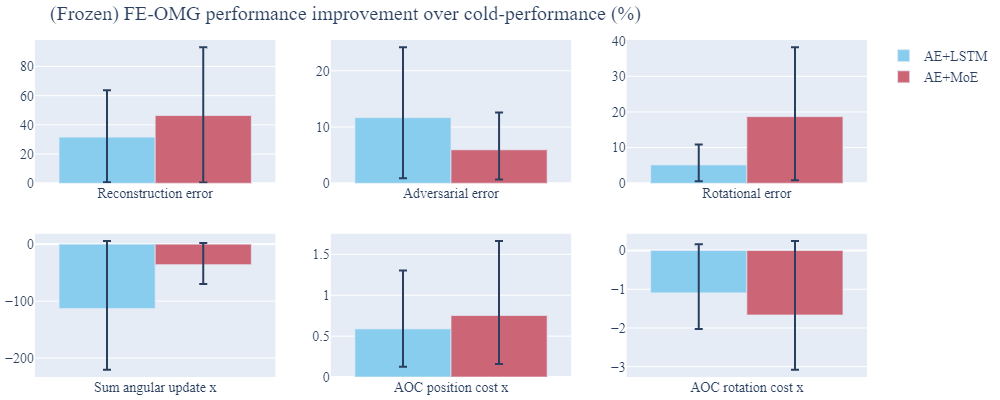 (Frozen) FE-OMG performance improvement over cold-performance (%)
80
60
40
20
0
Reconstruction error
20
10
0
Adversarial error
40
30
20
10
0
Rotational error
AE+LSTM
AE+MoE
0
−100
−200
Sum angular update x
1.5
1
0.5
0
AOC position cost x
0
−1
−2
−3
AOC rotation cost x